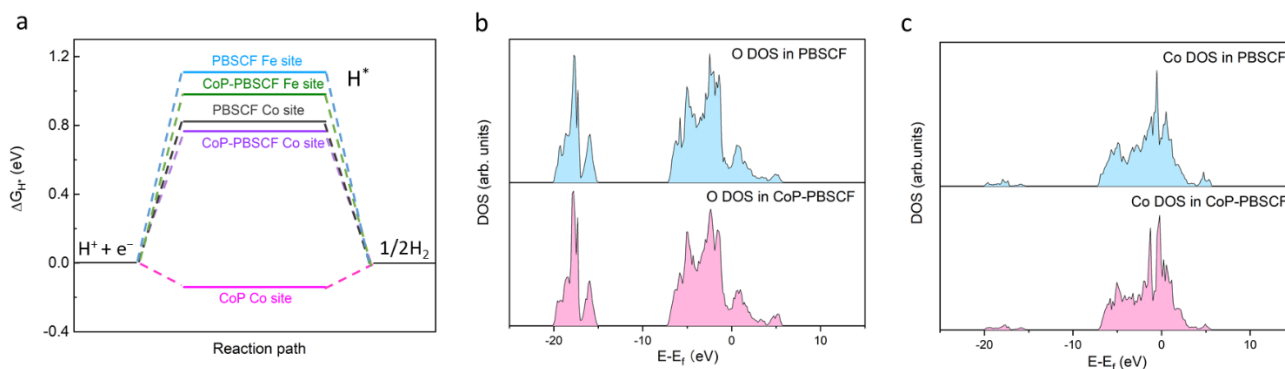 a
ΔG_H* (eV)
1.2
0.8
0.4
0.0
-0.4
PBSCF Fe site
H*
CoP-PBSCF Fe site
PBSCF Co site
CoP-PBSCF Co site
H⁺ + e⁻
1/2H₂
CoP Co site
Reaction path
b
DOS (arb. units)
O DOS in PBSCF
O DOS in CoP-PBSCF
-20
-10
0
10
E-E_f (eV)
c
DOS (arb.units)
Co DOS in PBSCF
Co DOS in CoP-PBSCF
-20
-10
0
10
E-E_f (eV)